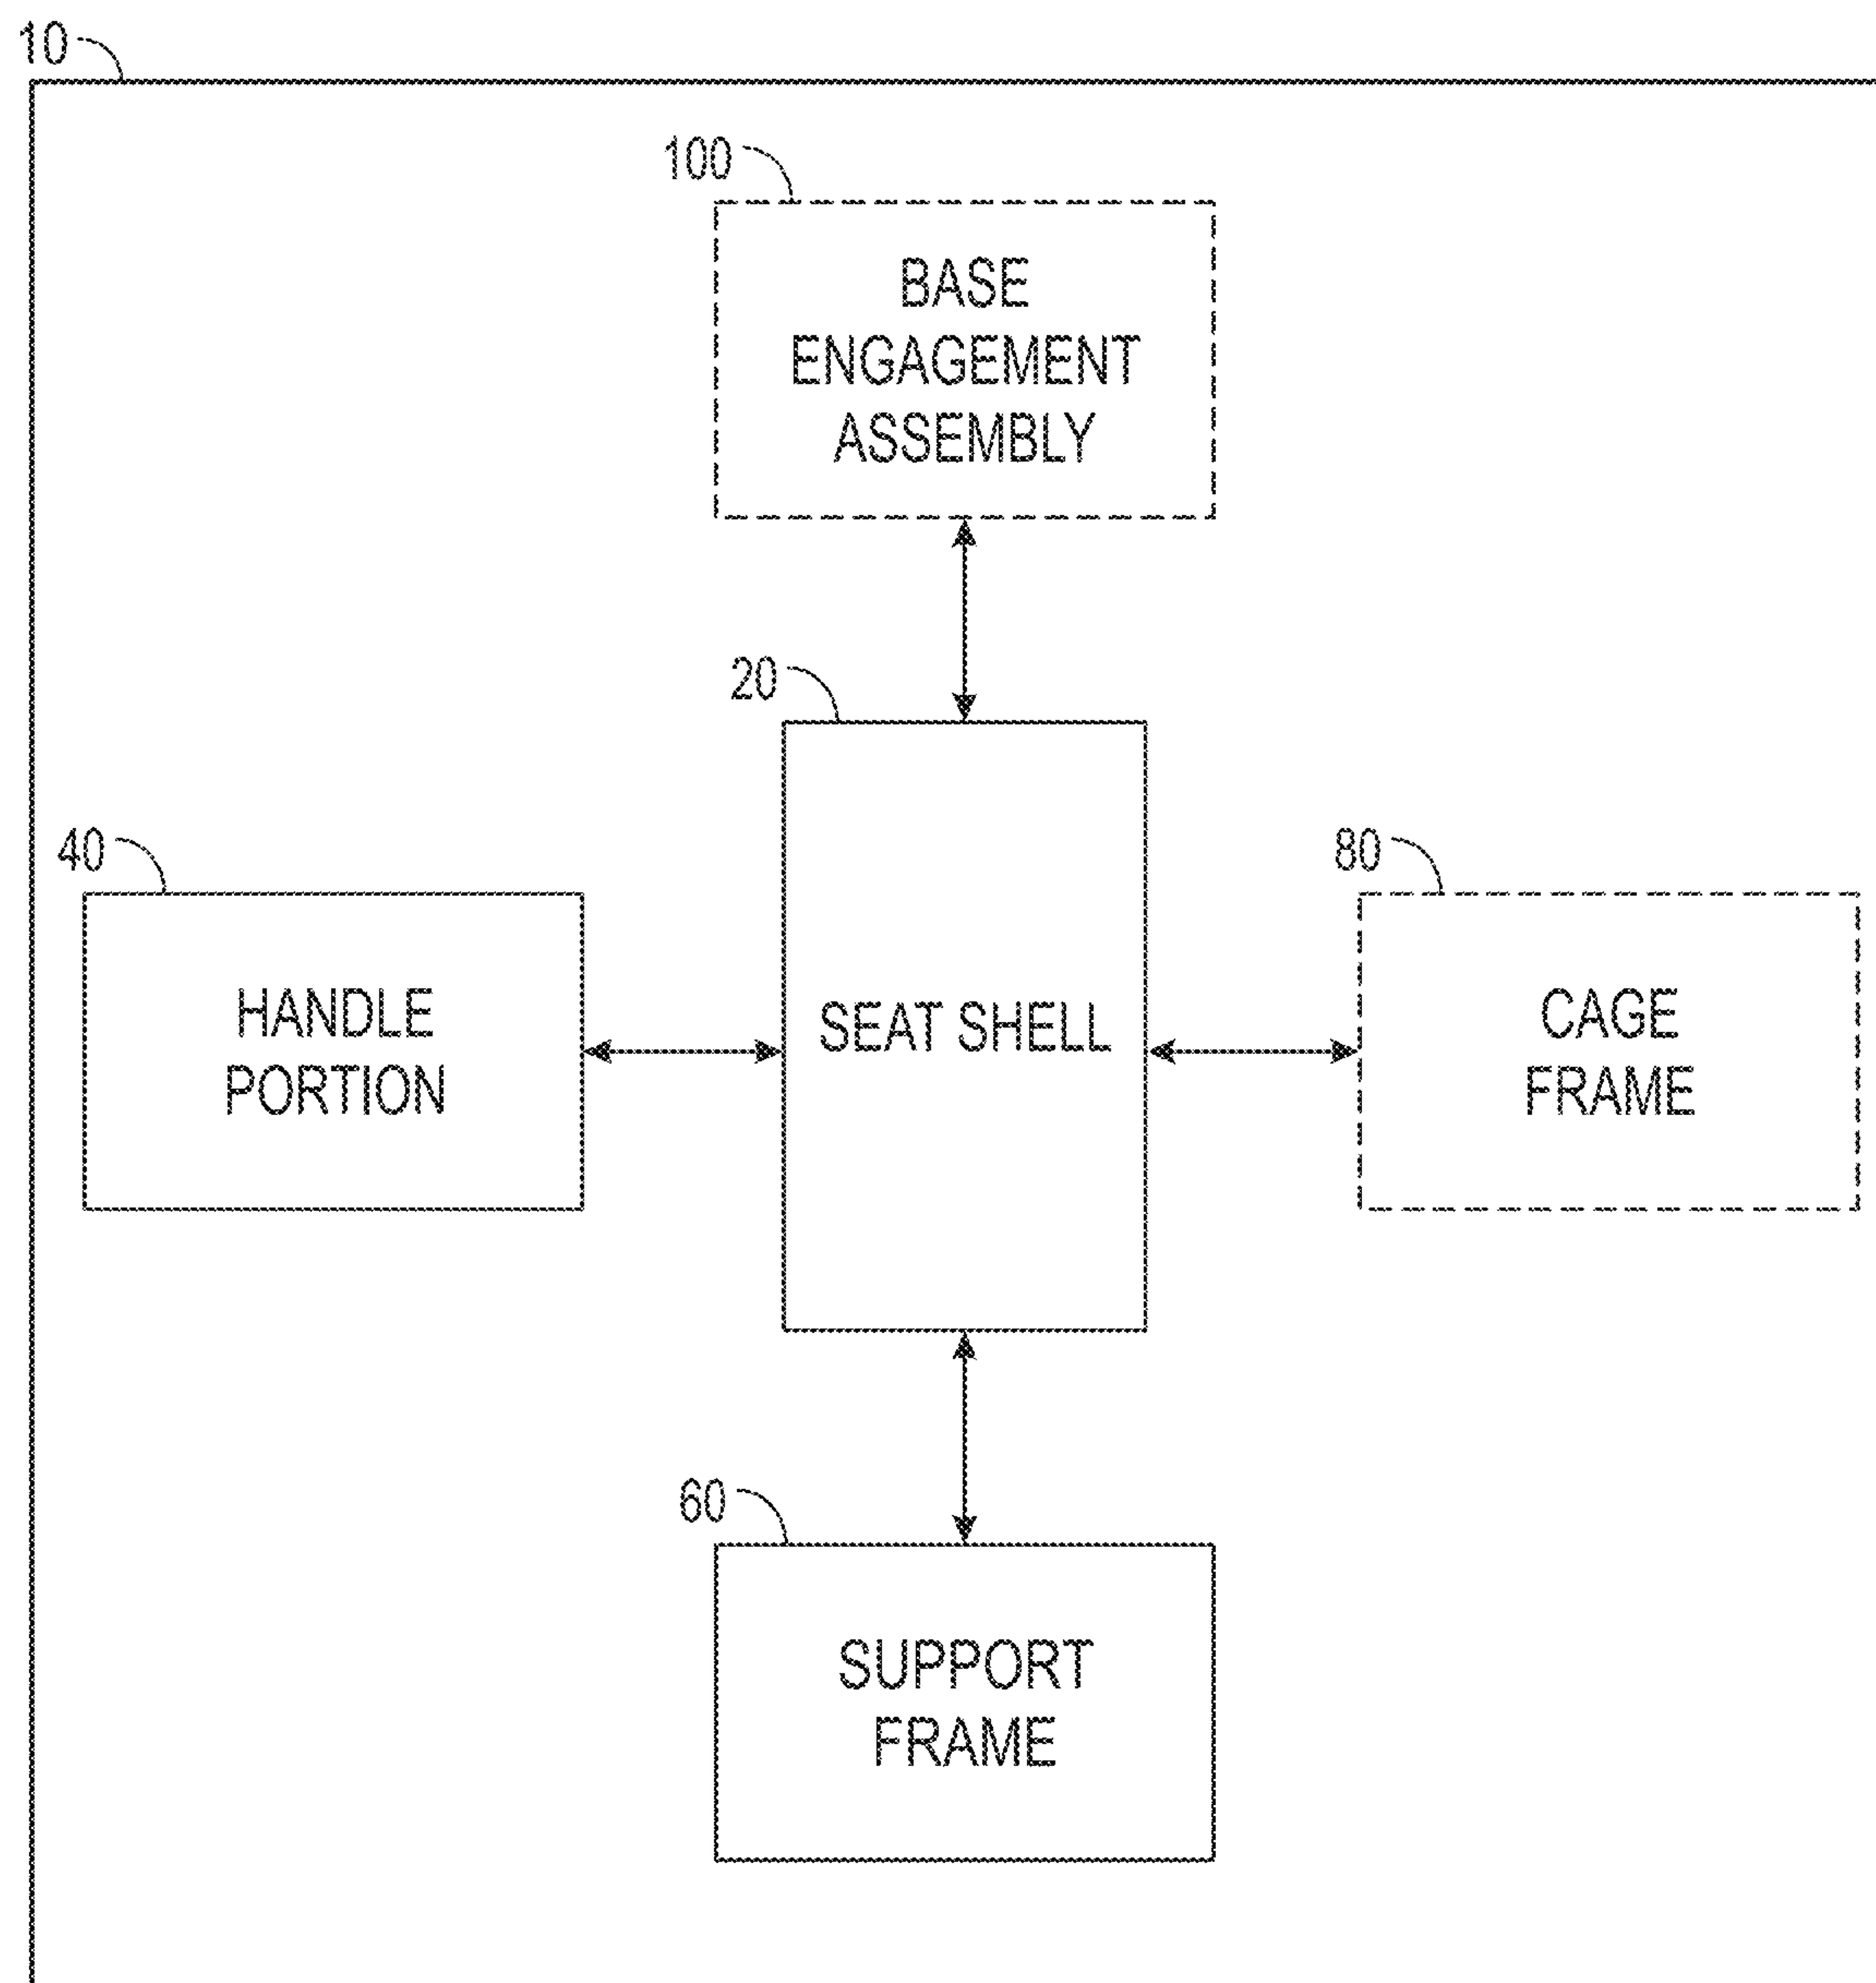 10
100
BASE
ENGAGEMENT
ASSEMBLY
20
SEAT SHELL
40
HANDLE
PORTION
80
CAGE
FRAME
60
SUPPORT
FRAME